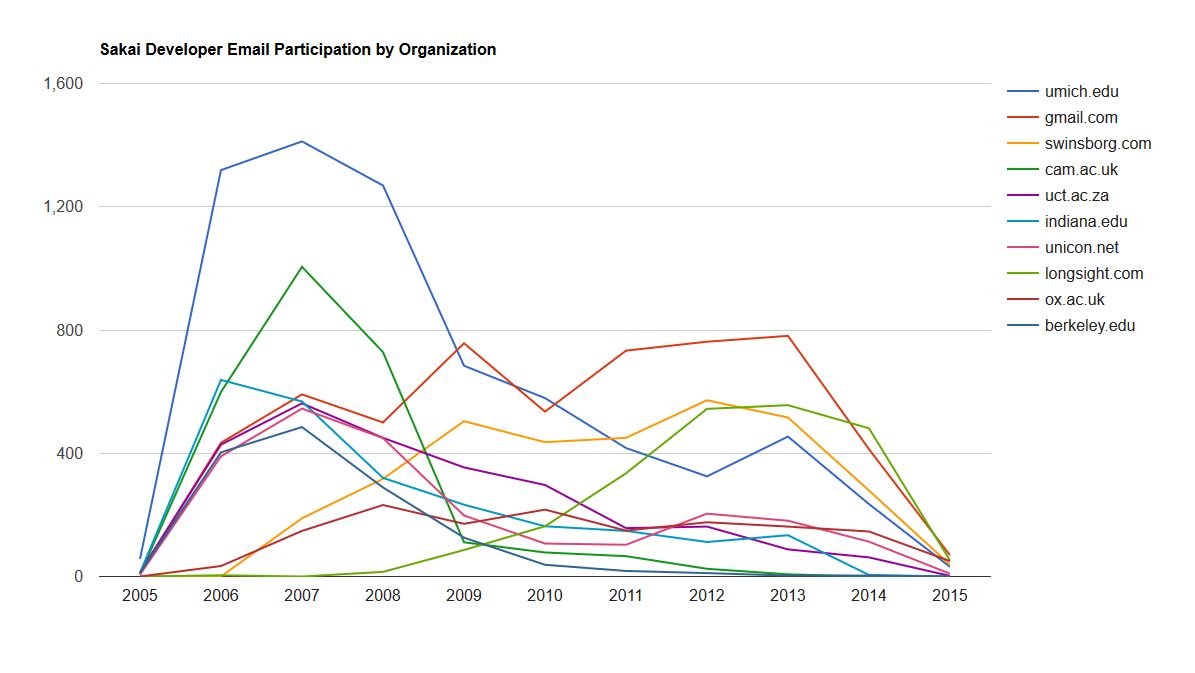 Sakai Developer Email Participation by Organization
1,600
1,200
800
400
0
2005 2006 2007 2008 2009 2010 2011 2012 2013 2014 2015
umich.edu
gmail.com
swinsborg.com
cam.ac.uk
uct.ac.za
indiana.edu
unicon.net
longsight.com
ox.ac.uk
berkeley.edu